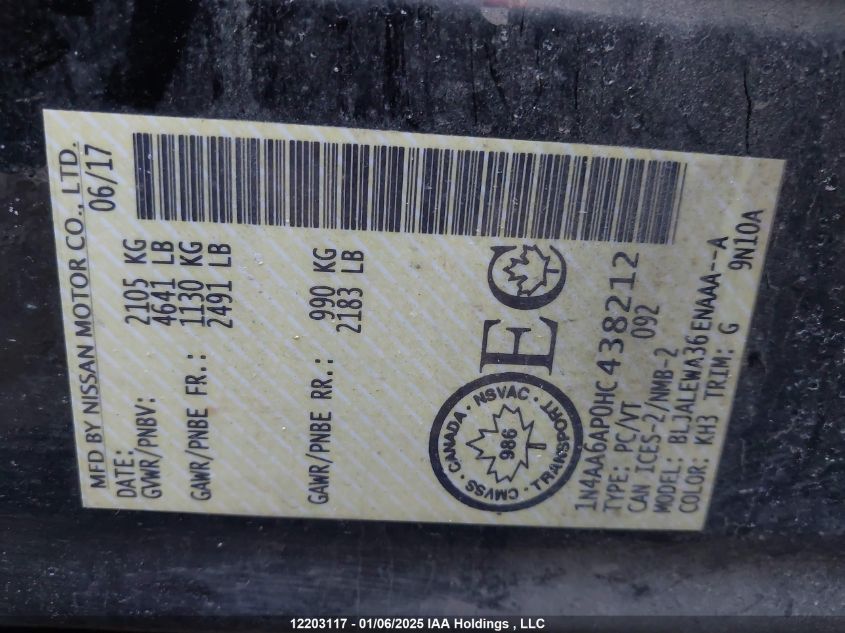 MFD BY NISSAN MOTOR CO., LTD.
DATE: 06/17
GVWR/PNBV: 2105 KG
4641 LB
GAWR/PNBE FR.: 1130 KG
2491 LB
GAWR/PNBE RR.: 990 KG
2183 LB
EC
CANADA · NSVAC · TRANSPORT · CMVSS ·
986
1N4AA6AP0HC438212
TYPE: PC/VT 092
CAN ICES-2/NMB-2
MODEL: BLJALEWA36ENAAA--A
COLOR: KH3 TRIM: G 9N10A
12203117 - 01/06/2025 IAA Holdings , LLC